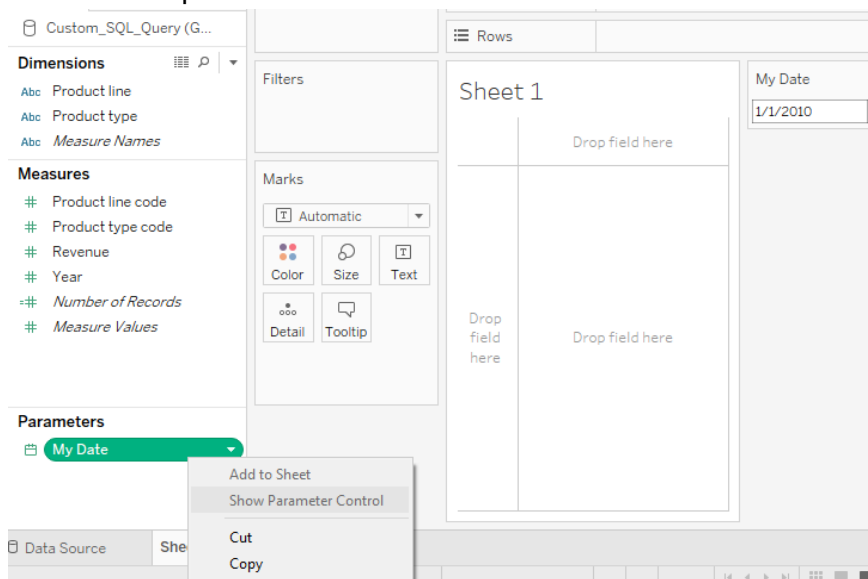 Custom_SQL_Query (G...
Dimensions
Abc Product line
Abc Product type
Abc Measure Names
Measures
# Product line code
# Product type code
# Revenue
# Year
=# Number of Records
# Measure Values
Parameters
My Date
Add to Sheet
Show Parameter Control
Cut
Copy
Data Source
Filters
Marks
T Automatic
Color Size Text
Detail Tooltip
Rows
Sheet 1
Drop field here
Drop
field
here
Drop field here
My Date
1/1/2010